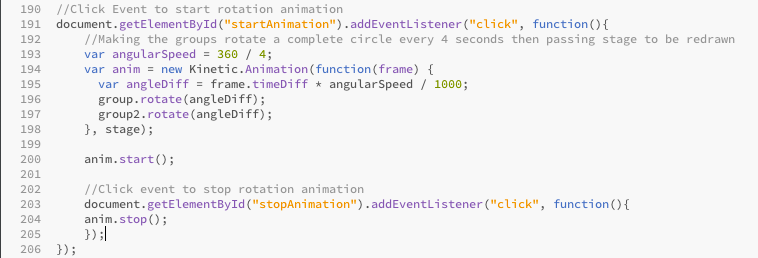 190 //Click Event to start rotation animation
191 document.getElementById("startAnimation").addEventListener("click", function(){
192     //Making the groups rotate a complete circle every 4 seconds then passing stage to be redrawn
193     var angularSpeed = 360 / 4;
194     var anim = new Kinetic.Animation(function(frame) {
195       var angleDiff = frame.timeDiff * angularSpeed / 1000;
196       group.rotate(angleDiff);
197       group2.rotate(angleDiff);
198     }, stage);
199
200     anim.start();
201
202     //Click event to stop rotation animation
203     document.getElementById("stopAnimation").addEventListener("click", function(){
204     anim.stop();
205     });
206 });